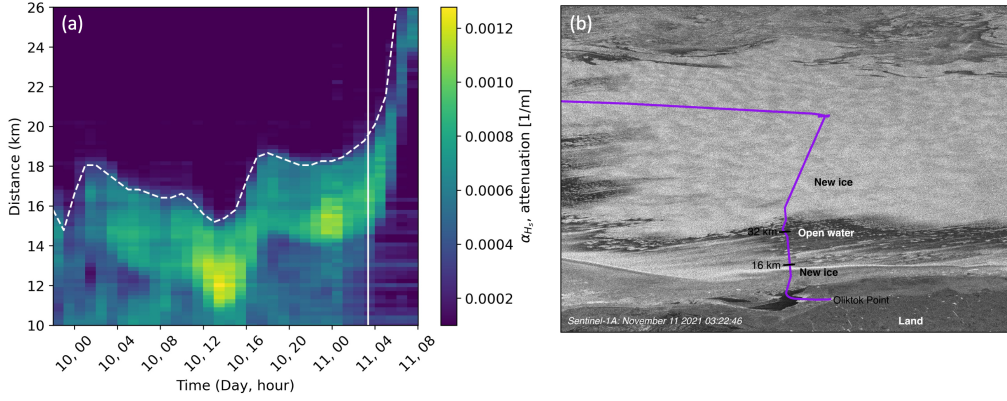 (a)
26
24
22
20
18
16
14
12
10
Distance (km)
10, 00
10, 04
10, 08
10, 12
10, 16
10, 20
11, 00
11, 04
11, 08
Time (Day, hour)
0.0012
0.0010
0.0008
0.0006
0.0004
0.0002
α_Hs, attenuation [1/m]
(b)
New ice
32 km
Open water
16 km
New ice
Oliktok Point
Sentinel-1A: November 11 2021 03:22:46
Land